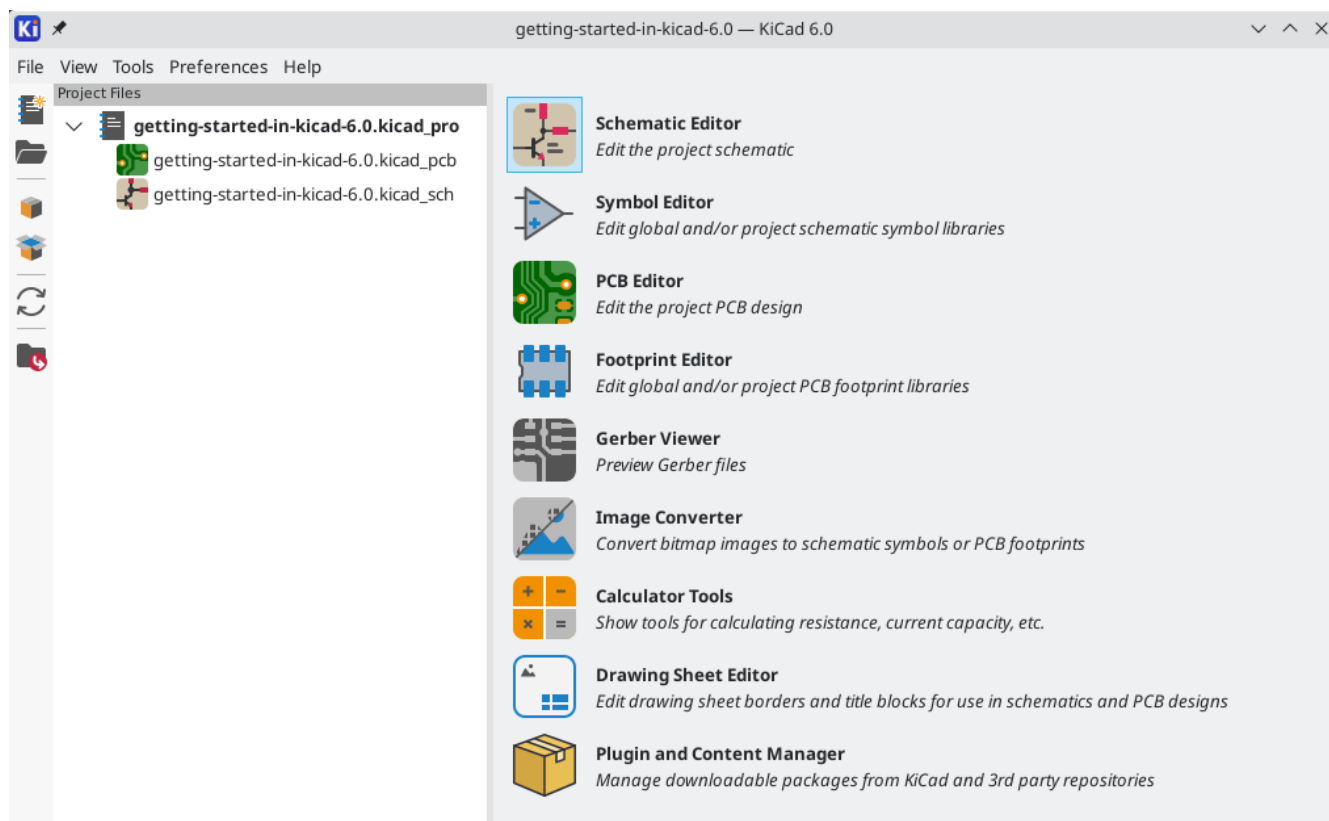 Ki
getting-started-in-kicad-6.0 — KiCad 6.0
File View Tools Preferences Help
Project Files
getting-started-in-kicad-6.0.kicad_pro
getting-started-in-kicad-6.0.kicad_pcb
getting-started-in-kicad-6.0.kicad_sch
Schematic Editor
Edit the project schematic
Symbol Editor
Edit global and/or project schematic symbol libraries
PCB Editor
Edit the project PCB design
Footprint Editor
Edit global and/or project PCB footprint libraries
Gerber Viewer
Preview Gerber files
Image Converter
Convert bitmap images to schematic symbols or PCB footprints
Calculator Tools
Show tools for calculating resistance, current capacity, etc.
Drawing Sheet Editor
Edit drawing sheet borders and title blocks for use in schematics and PCB designs
Plugin and Content Manager
Manage downloadable packages from KiCad and 3rd party repositories